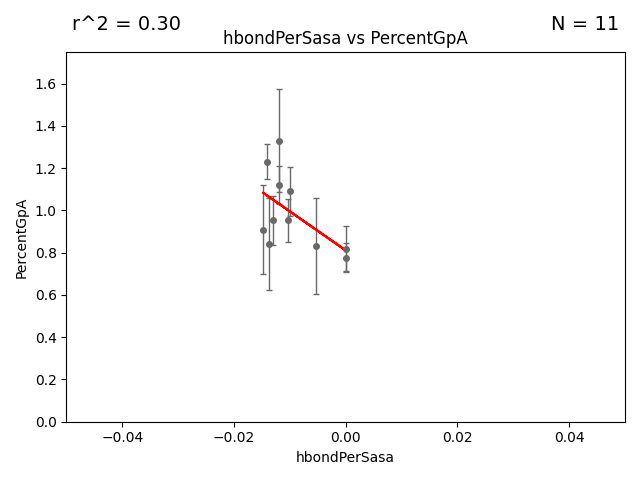 r^2 = 0.30
N = 11
hbondPerSasa vs PercentGpA
1.6
1.4
1.2
1.0
0.8
0.6
0.4
0.2
0.0
PercentGpA
−0.04 −0.02 0.00 0.02 0.04
hbondPerSasa